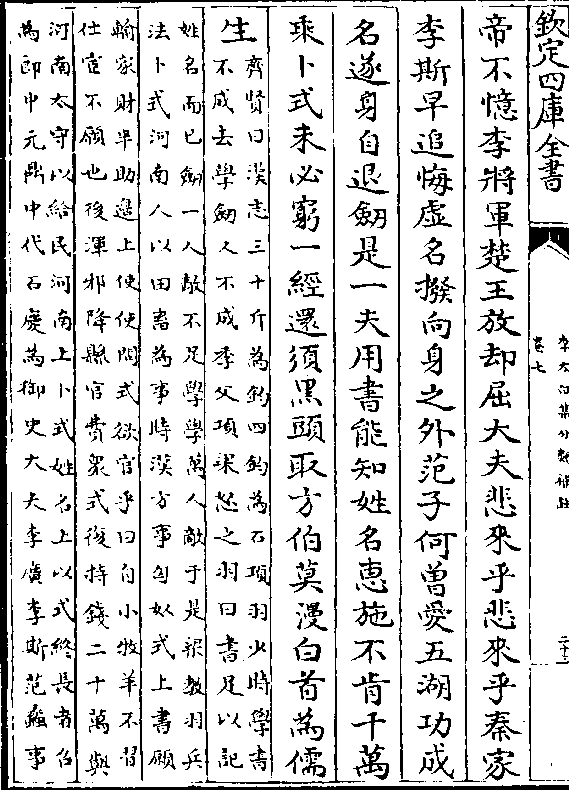 欽定四庫全書
李太白集分類補註
卷七
帝不憶李將軍楚王放却屈大夫悲來乎悲來乎秦家
李斯早追悔虛名撥向身之外范子何曾愛五湖功成
名遂身自退劒是一夫用書能知姓名惠施不肯干萬
乘卜式未必窮一經還須黑頭取方伯莫漫白首為儒
生
齊賢曰漢志三十斤為鈞四鈞為石項羽少時學書
不成去學劒又不成季父項梁怒之羽曰書足以記
姓名而已劒一人敵不足學學萬人敵于是梁教羽兵
法卜式河南人以田畜為事時漢方事匈奴式上書願
輸家財半助邊上使使問式欲官乎曰自小牧羊不習
仕宦不願也後渾邪降縣官費衆式復持錢二十萬與
河南太守以給民河南上卜式姓名上以式終長者召
為郎中元鼎中代石慶為御史大夫李廣李斯范蠡事